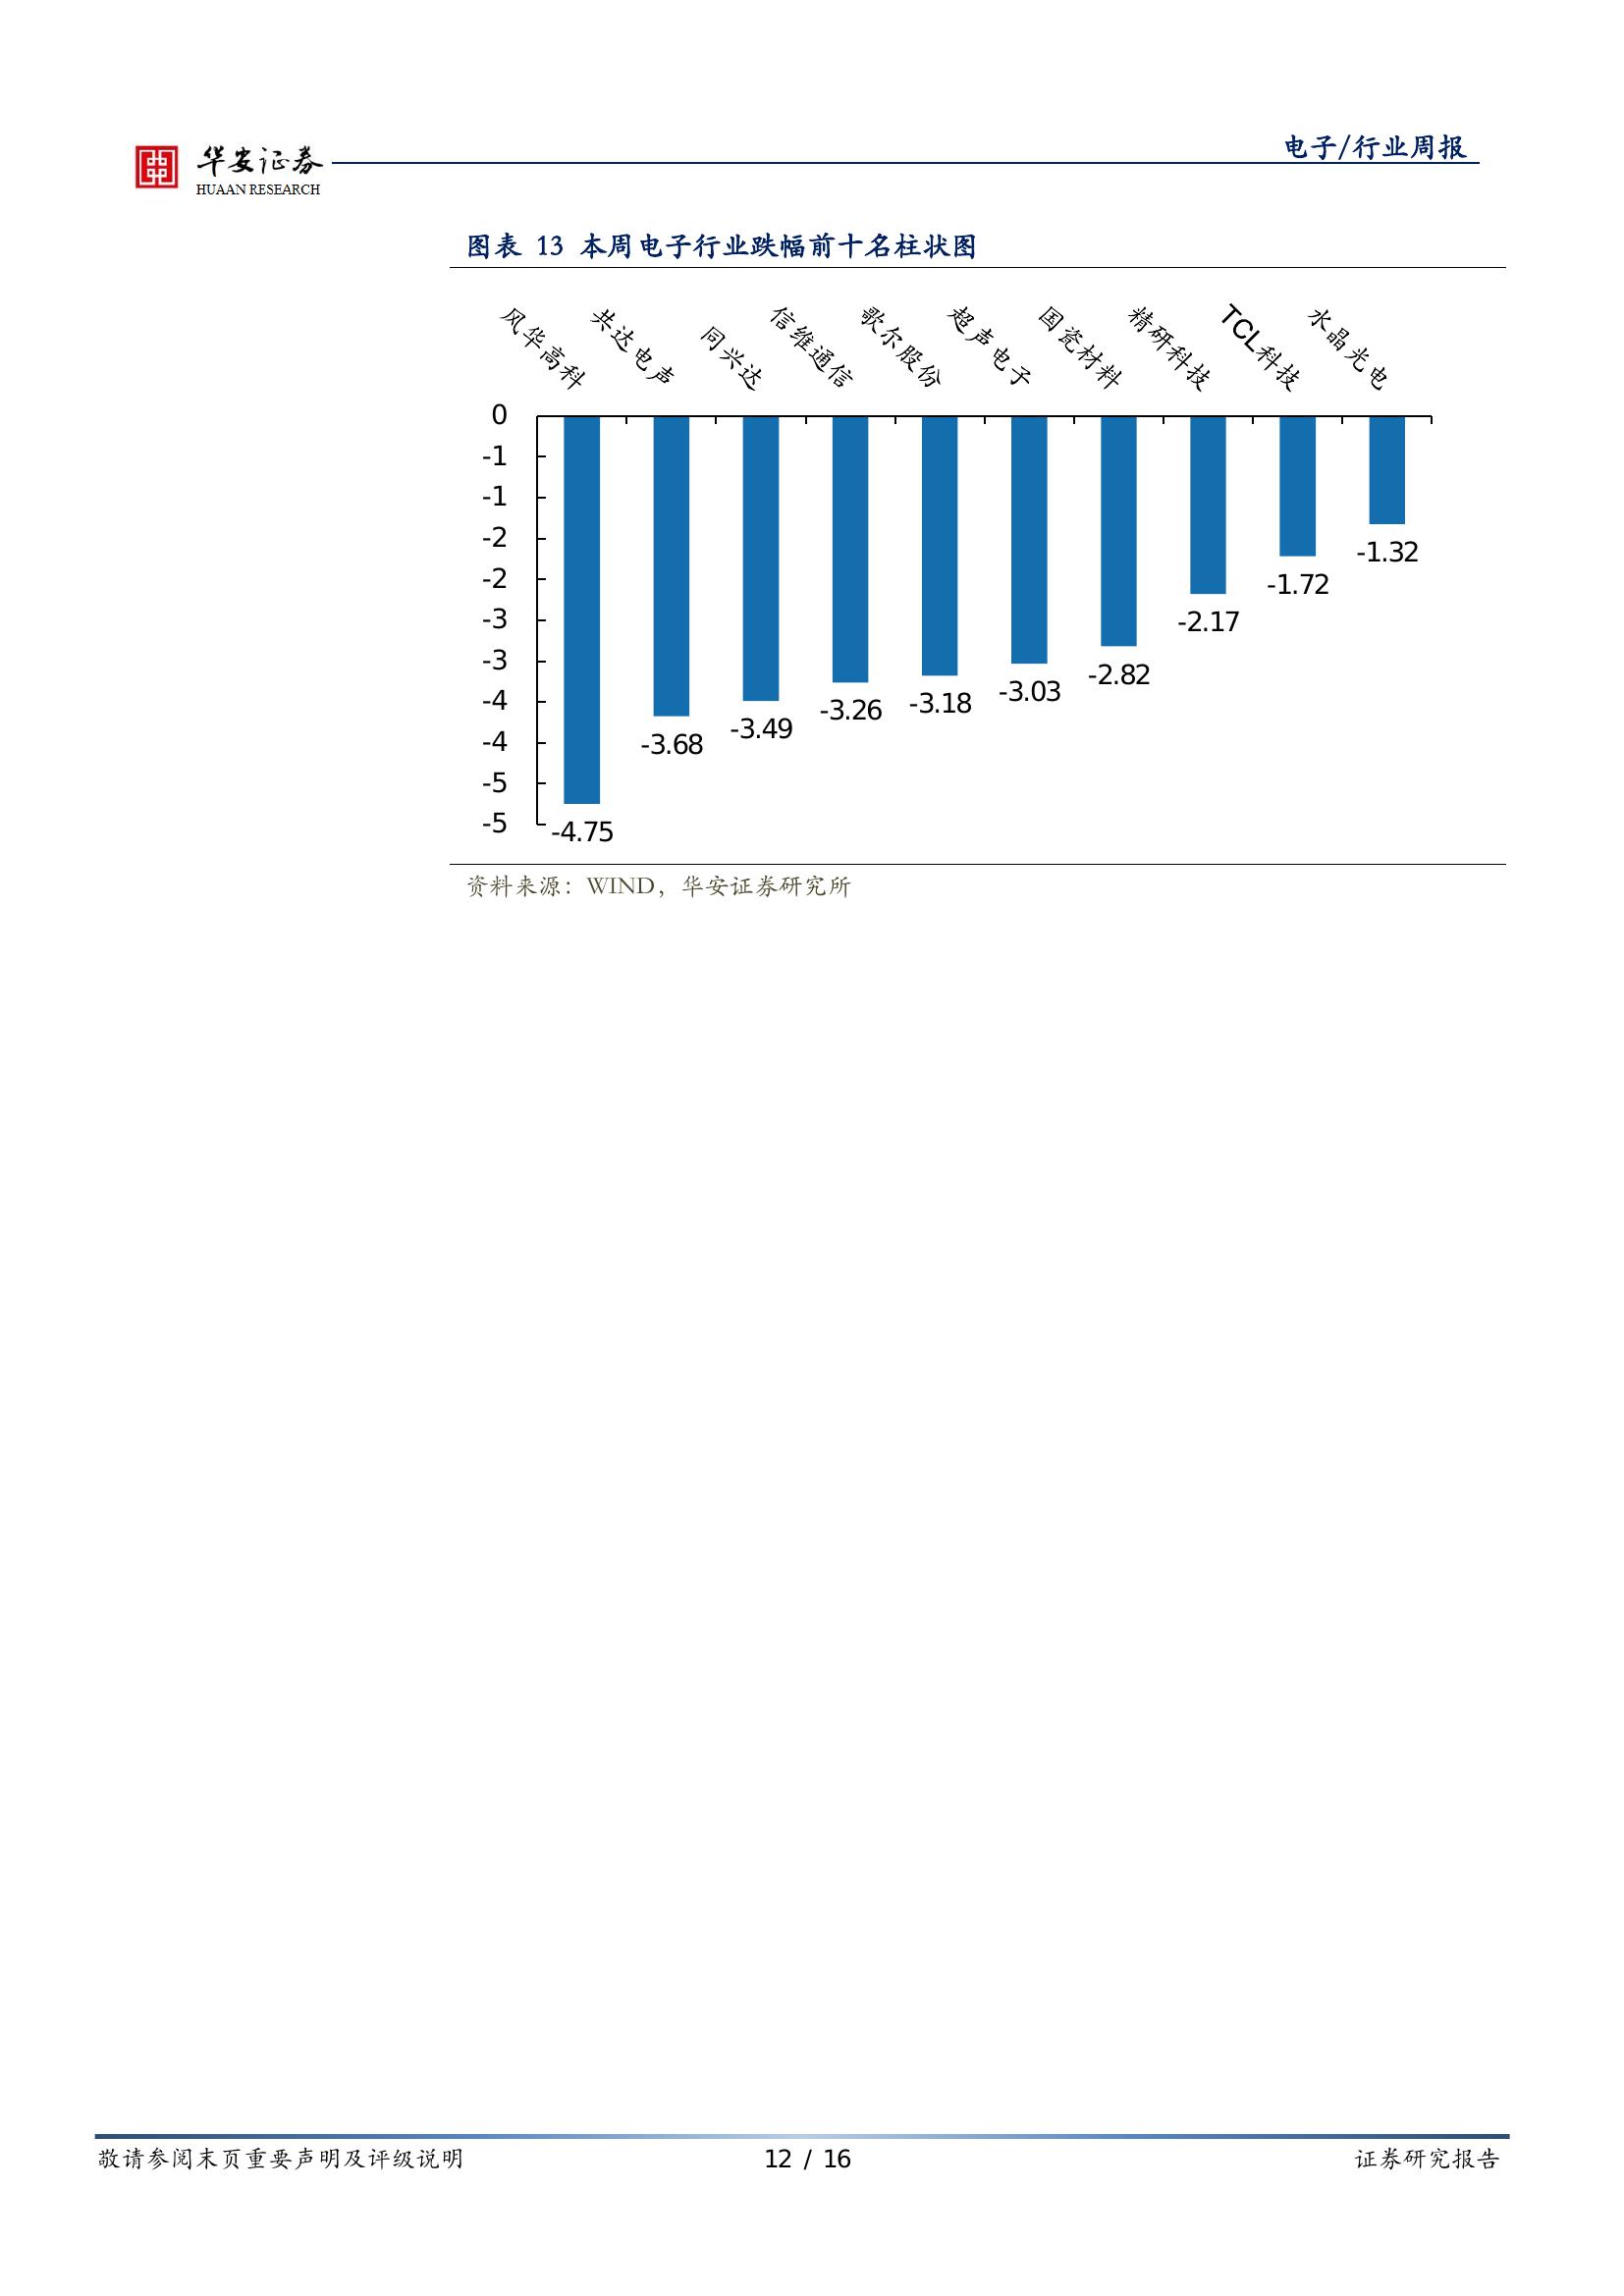 华安证券
HUAAN RESEARCH
电子/行业周报
图表 13 本周电子行业跌幅前十名柱状图
风华高科
共达电声
同兴达
信维通信
歌尔股份
超声电子
国瓷材料
精研科技
TCL科技
水晶光电
0
-1
-1
-2
-2
-3
-3
-4
-4
-5
-5
-4.75
-3.68
-3.49
-3.26
-3.18
-3.03
-2.82
-2.17
-1.72
-1.32
资料来源：WIND，华安证券研究所
敬请参阅末页重要声明及评级说明
12 / 16
证券研究报告